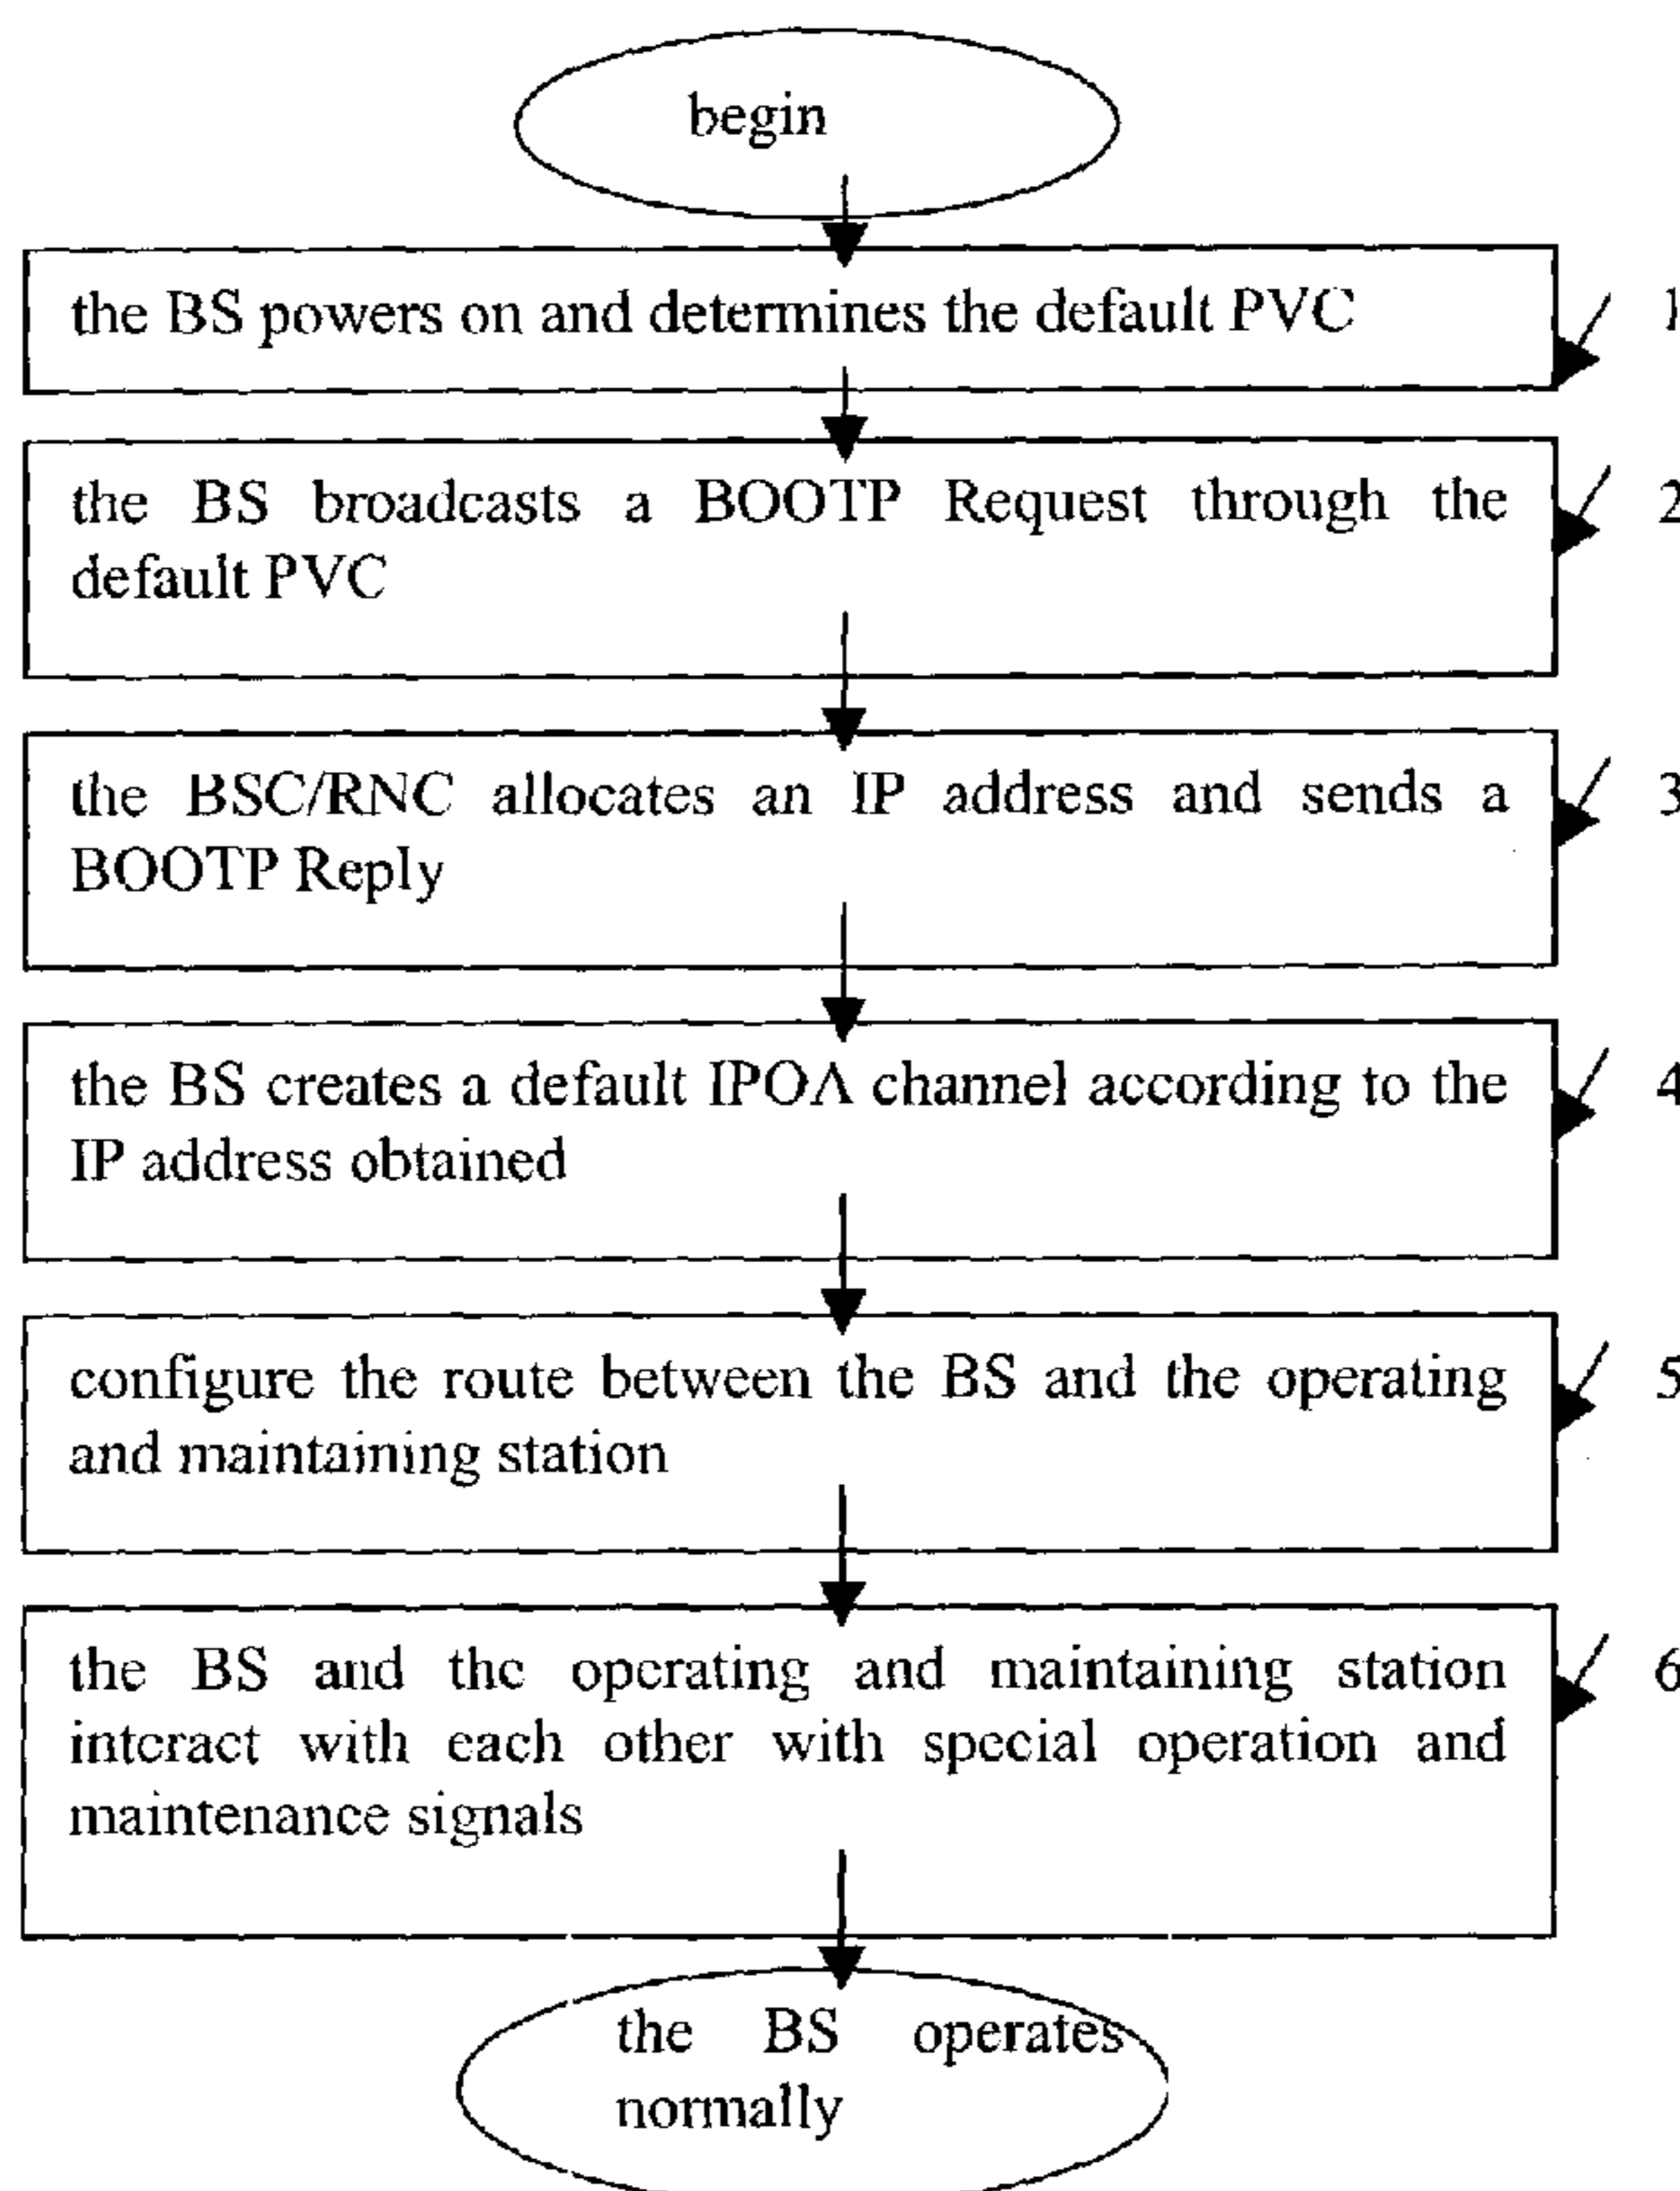 begin
the BS powers on and determines the default PVC
1
the BS broadcasts a BOOTP Request through the
2
default PVC
the BSC/RNC allocates an IP address and sends a
3
BOOTP Reply
the BS creates a default IPOA channel according to the
4
IP address obtained
configure the route between the BS and the operating
5
and maintaining station
the BS and the operating and maintaining station
6
interact with each other with special operation and
maintenance signals
the BS operates
normally